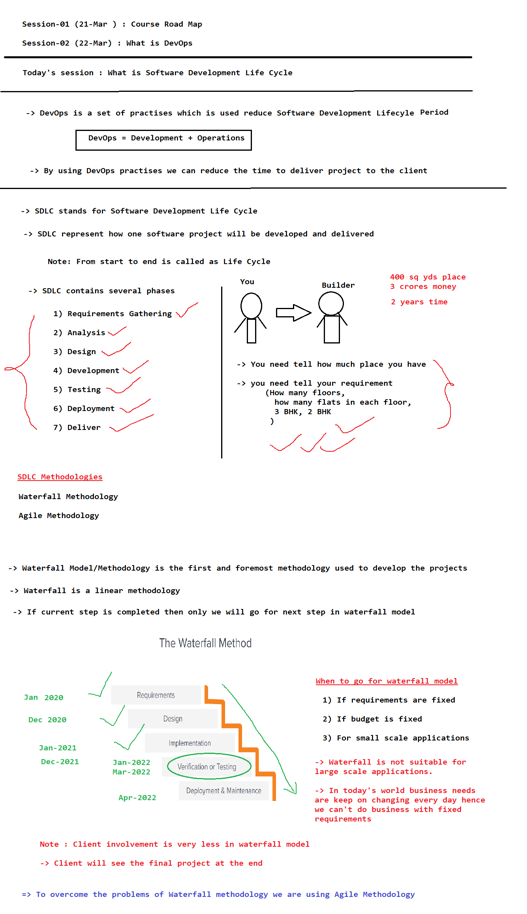 Session-01 (21-Mar ) : Course Road Map
Session-02 (22-Mar) : What is DevOps
Today's session : What is Software Development Life Cycle
-> DevOps is a set of practises which is used reduce Software Development Lifecyle Period
DevOps = Development + Operations
-> By using DevOps practises we can reduce the time to deliver project to the client
-> SDLC stands for Software Development Life Cycle
-> SDLC represent how one software project will be developed and delivered
Note: From start to end is called as Life Cycle
-> SDLC contains several phases
1) Requirements Gathering
2) Analysis
3) Design
4) Development
5) Testing
6) Deployment
7) Deliver
You
Builder
400 sq yds place
3 crores money
2 years time
-> You need tell how much place you have
-> you need tell your requirement
(How many floors,
how many flats in each floor,
3 BHK, 2 BHK
)
SDLC Methodologies
Waterfall Methodology
Agile Methodology
-> Waterfall Model/Methodology is the first and foremost methodology used to develop the projects
-> Waterfall is a linear methodology
-> If current step is completed then only we will go for next step in waterfall model
The Waterfall Method
Jan 2020
Requirements
Dec 2020
Design
Jan-2021
Implementation
Dec-2021
Jan-2022
Mar-2022
Verification or Testing
Apr-2022
Deployment & Maintenance
When to go for waterfall model
1) If requirements are fixed
2) If budget is fixed
3) For small scale applications
-> Waterfall is not suitable for
large scale applications.
-> In today's world business needs
are keep on changing every day hence
we can't do business with fixed
requirements
Note : Client involvement is very less in waterfall model
-> Client will see the final project at the end
=> To overcome the problems of Waterfall methodology we are using Agile Methodology